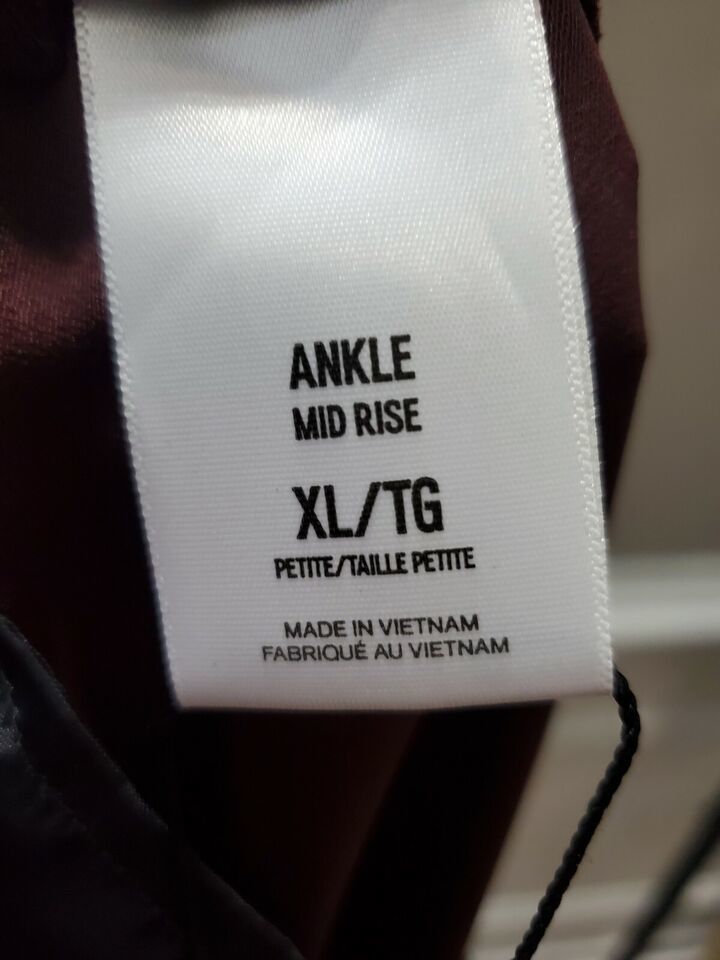 ANKLE
MID RISE
XL/TG
PETITE/TAILLE PETITE
MADE IN VIETNAM
FABRIQUÉ AU VIETNAM